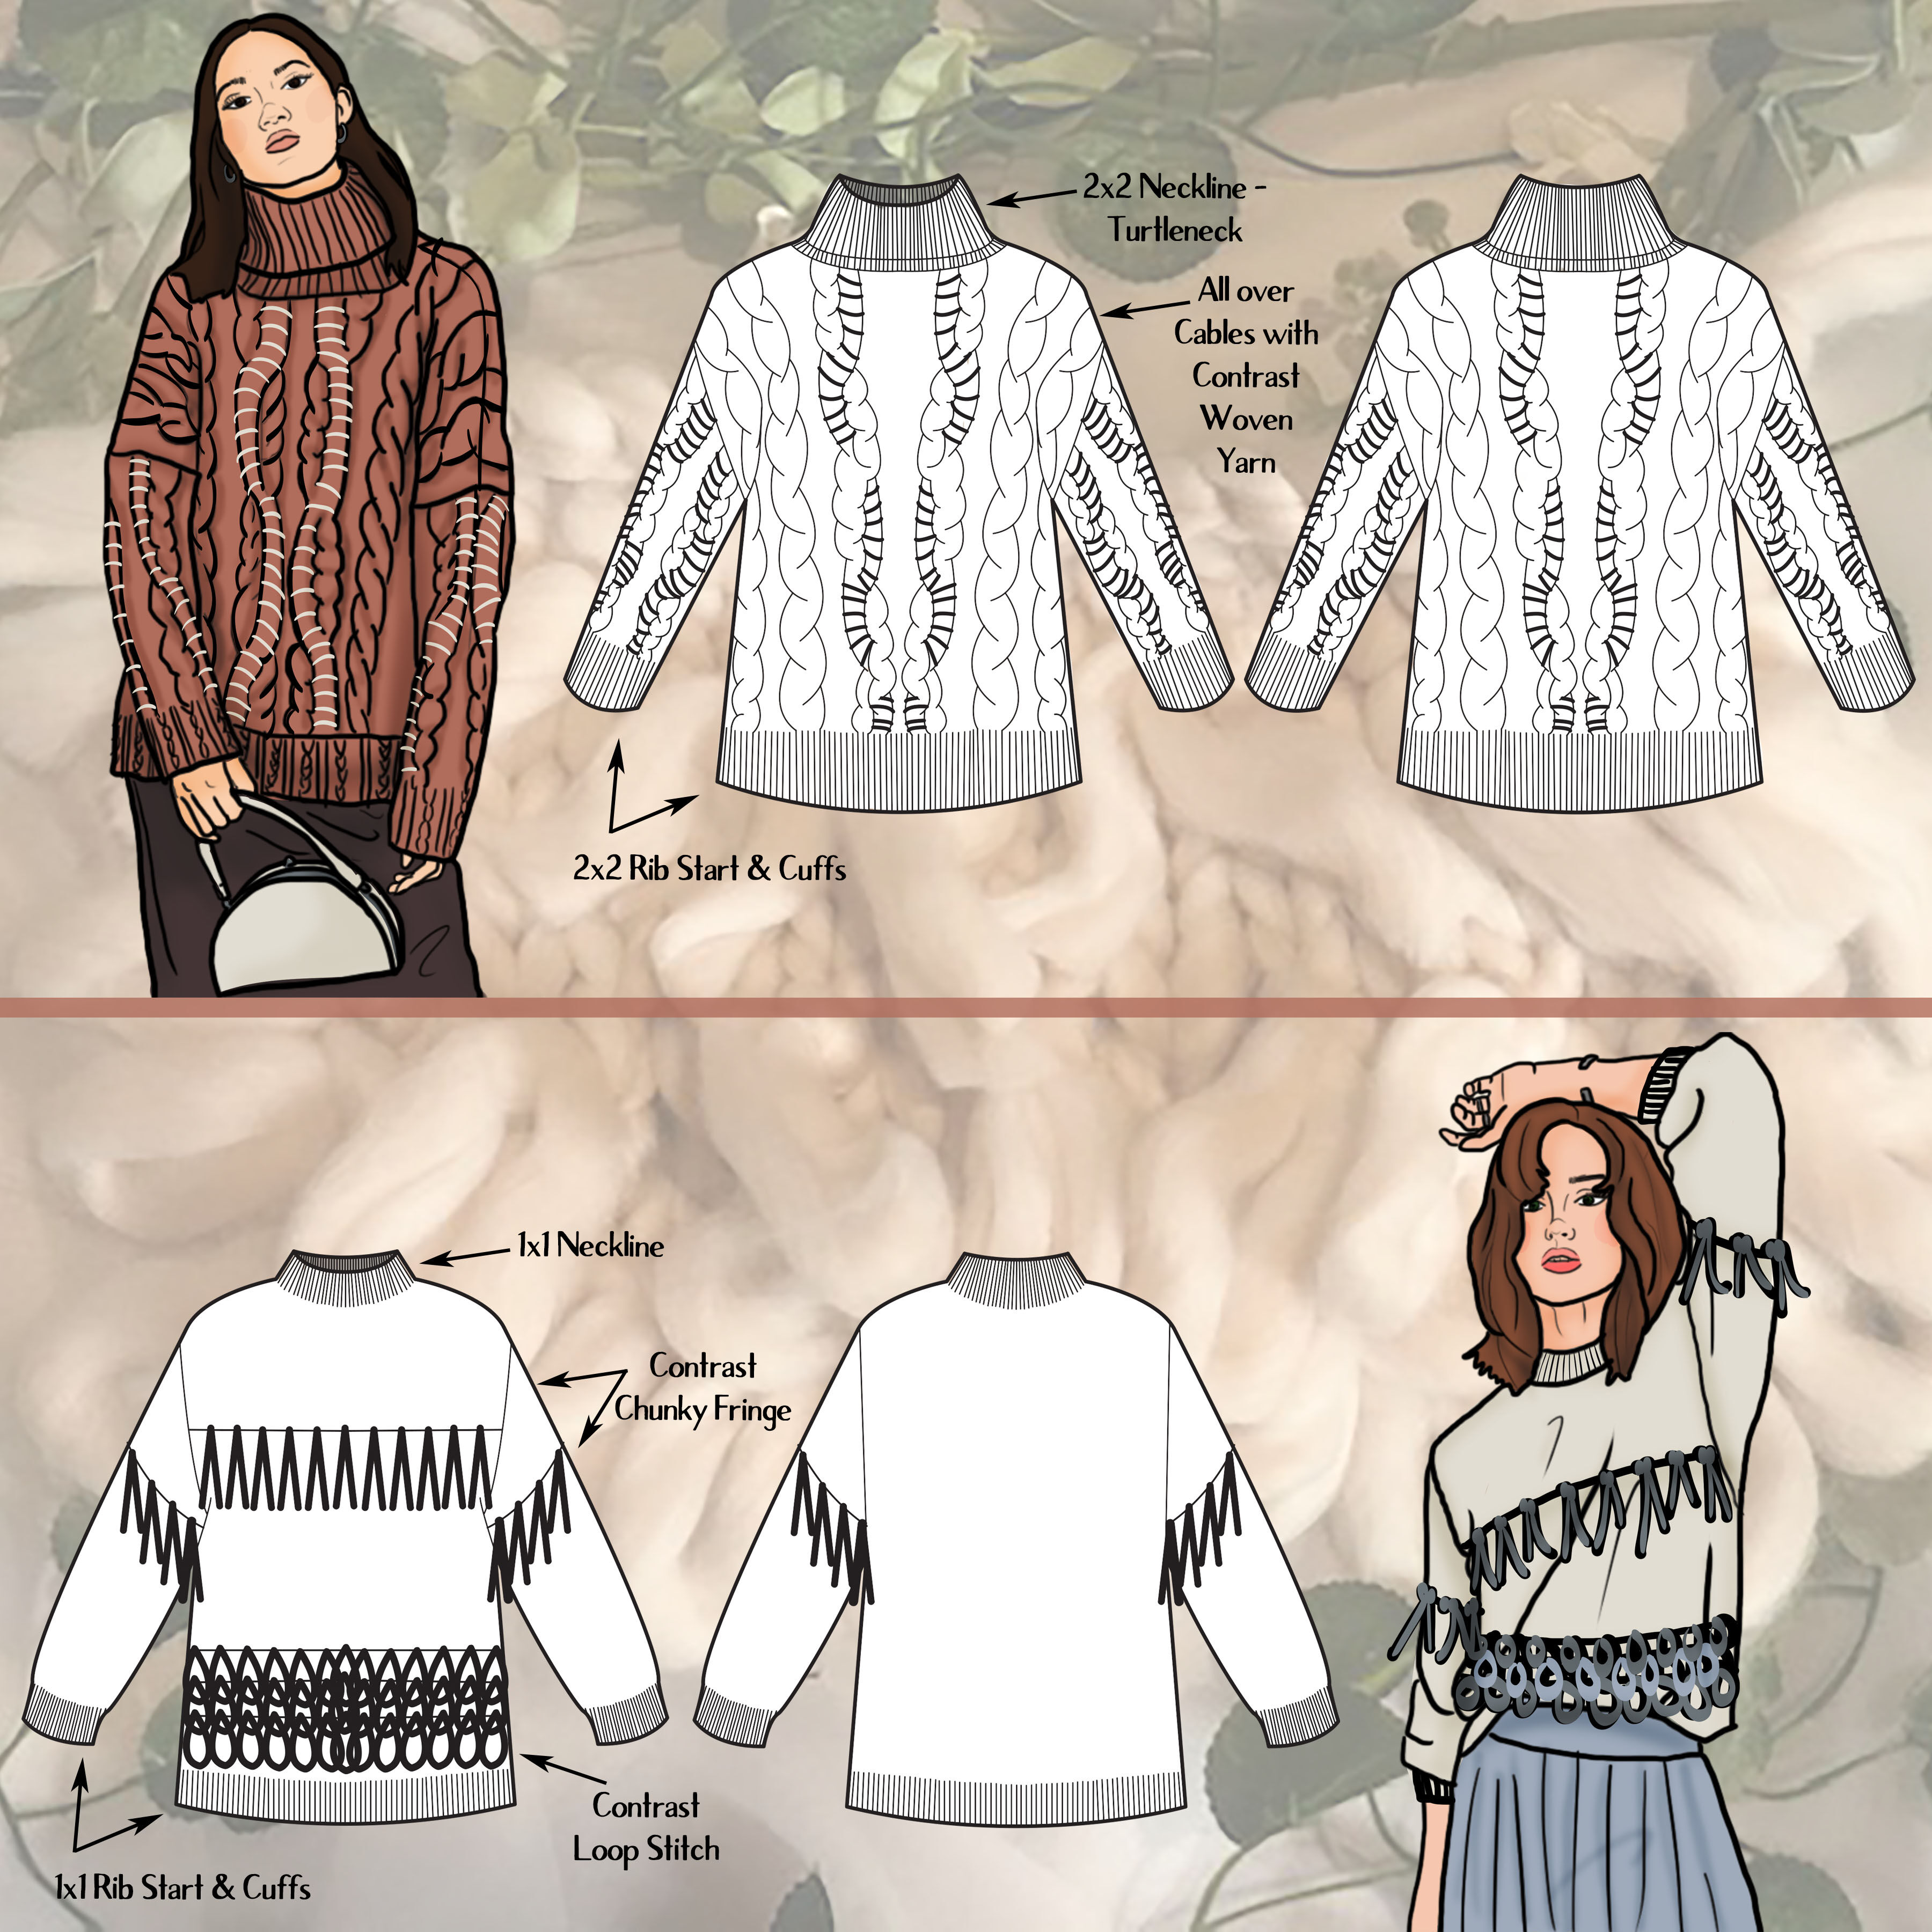 2x2 Neckline -
Turtleneck
All over
Cables with
Contrast
Woven
Yarn
2x2 Rib Start & Cuffs
1x1 Neckline
Contrast
Chunky Fringe
Contrast
Loop Stitch
1x1 Rib Start & Cuffs